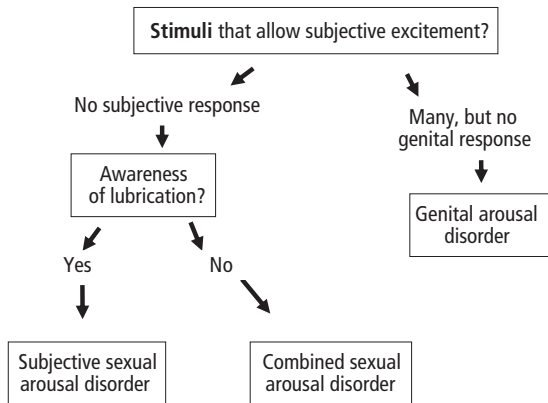 Stimuli that allow subjective excitement?
No subjective response
Many, but no
genital response
Awareness
of lubrication?
Genital arousal
disorder
Yes
No
Subjective sexual
arousal disorder
Combined sexual
arousal disorder